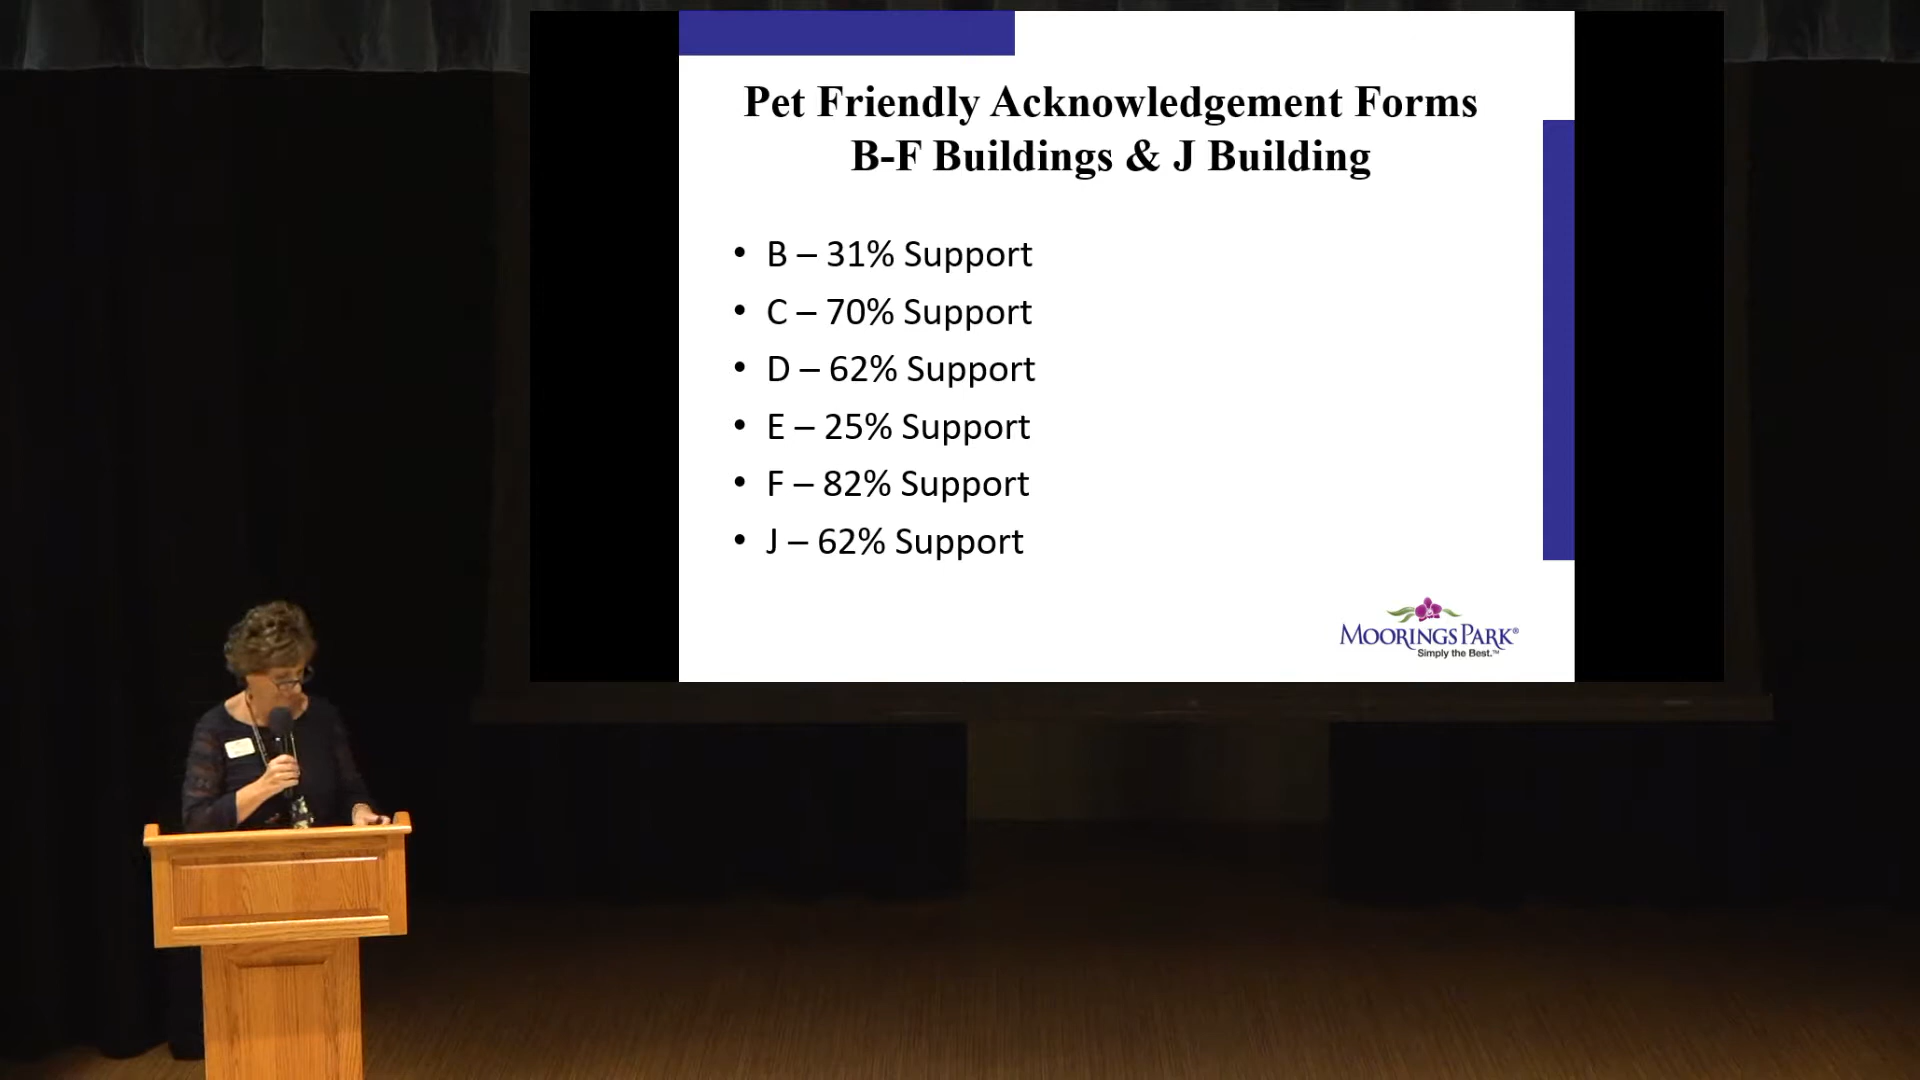 Pet Friendly Acknowledgement Forms
B-F Buildings & J Building
• B – 31% Support
• C – 70% Support
• D – 62% Support
• E – 25% Support
• F – 82% Support
• J – 62% Support
MOORINGS PARK®
Simply the Best.™